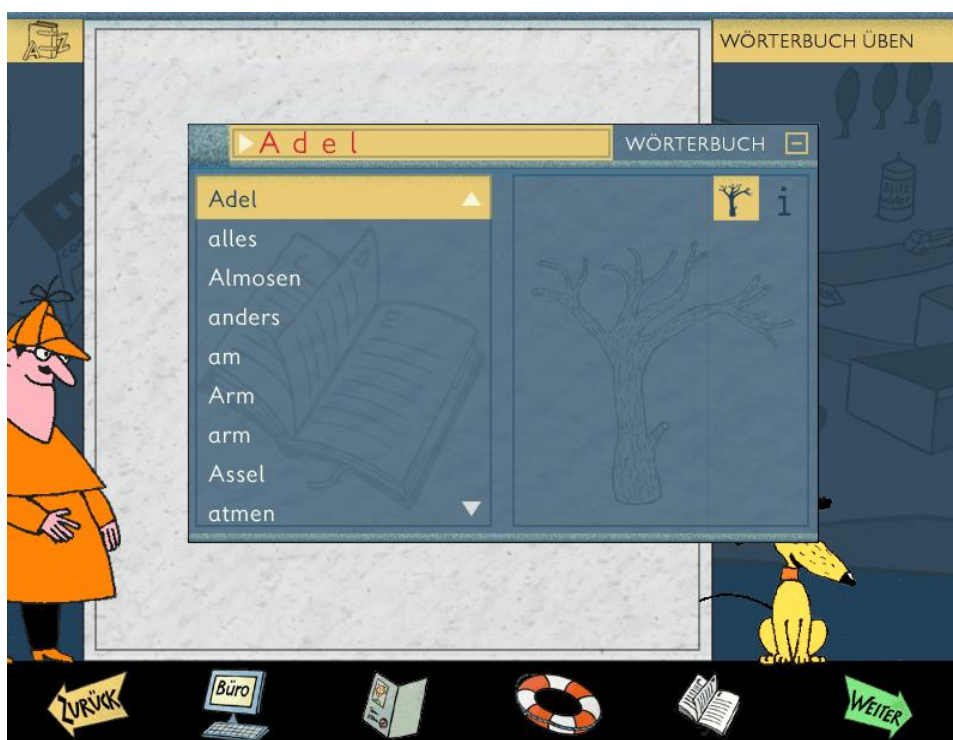 A-Z
WÖRTERBUCH ÜBEN
Adel
WÖRTERBUCH
Adel
alles
Almosen
anders
am
Arm
arm
Assel
atmen
i
ZURÜCK
Büro
WEITER